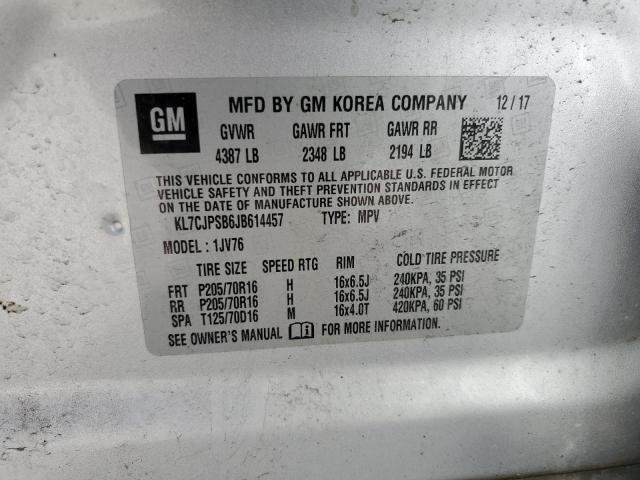 GM
MFD BY GM KOREA COMPANY 12/17
GVWR GAWR FRT GAWR RR
4387 LB 2348 LB 2194 LB
THIS VEHICLE CONFORMS TO ALL APPLICABLE U.S. FEDERAL MOTOR
VEHICLE SAFETY AND THEFT PREVENTION STANDARDS IN EFFECT
ON THE DATE OF MANUFACTURE SHOWN ABOVE.
KL7CJPSB6JB614457 TYPE: MPV
MODEL: 1JV76
TIRE SIZE SPEED RTG RIM COLD TIRE PRESSURE
FRT P205/70R16 H 16x6.5J 240KPA, 35 PSI
RR P205/70R16 H 16x6.5J 240KPA, 35 PSI
SPA T125/70D16 M 16x4.0T 420KPA, 60 PSI
SEE OWNER'S MANUAL i FOR MORE INFORMATION.